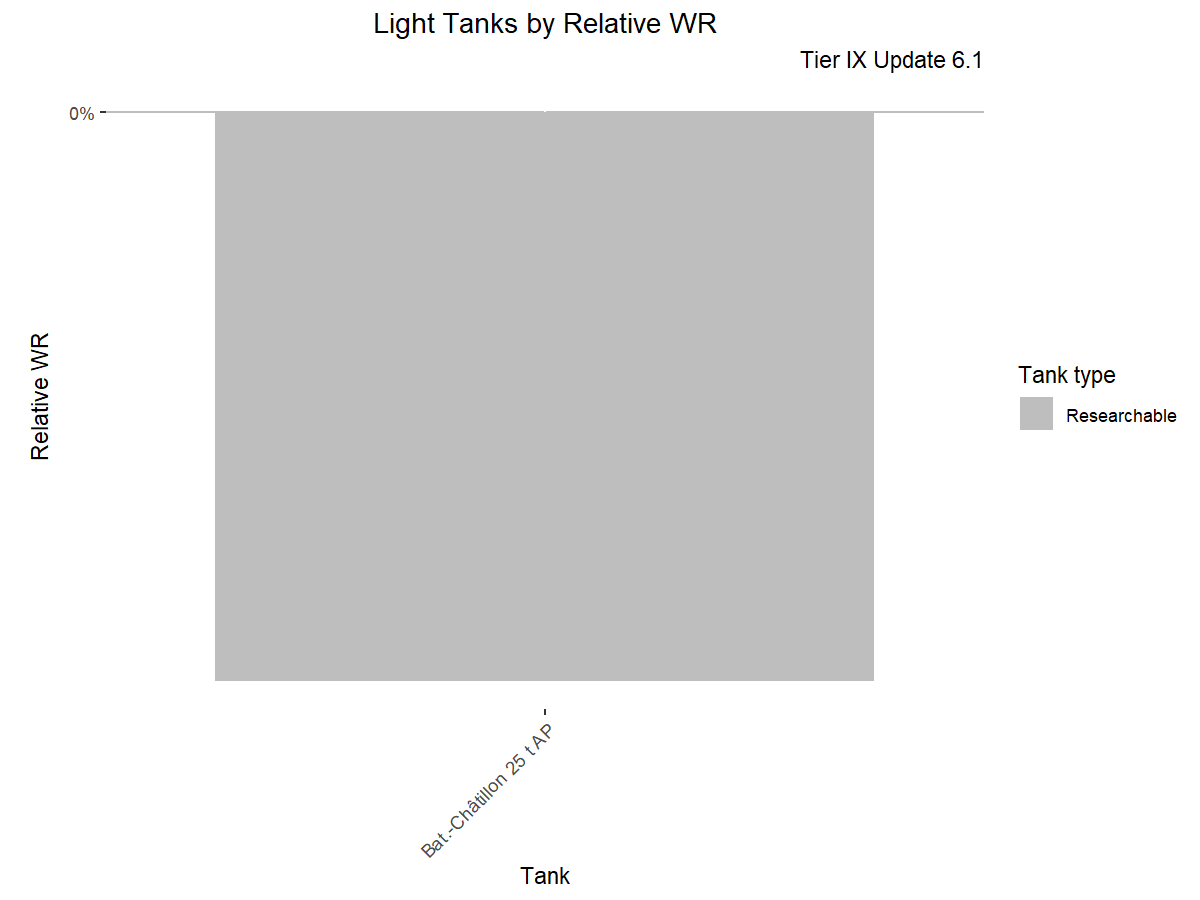 Light Tanks by Relative WR
Tier IX Update 6.1
0%
Relative WR
Tank type
Researchable
Bat.-Châtillon 25 t AP
Tank